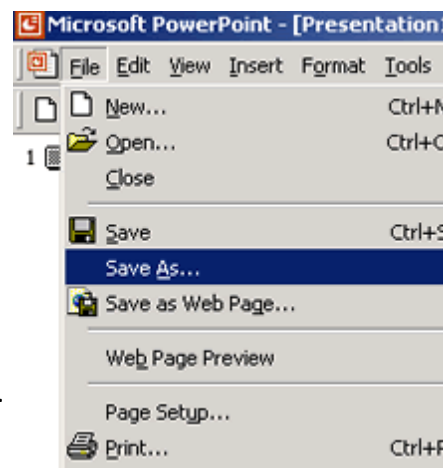 Microsoft PowerPoint - [Presentation
File Edit View Insert Format Tools
New... Ctrl+N
Open... Ctrl+O
1
Close
Save Ctrl+S
Save As...
Save as Web Page...
Web Page Preview
Page Setup...
Print... Ctrl+P